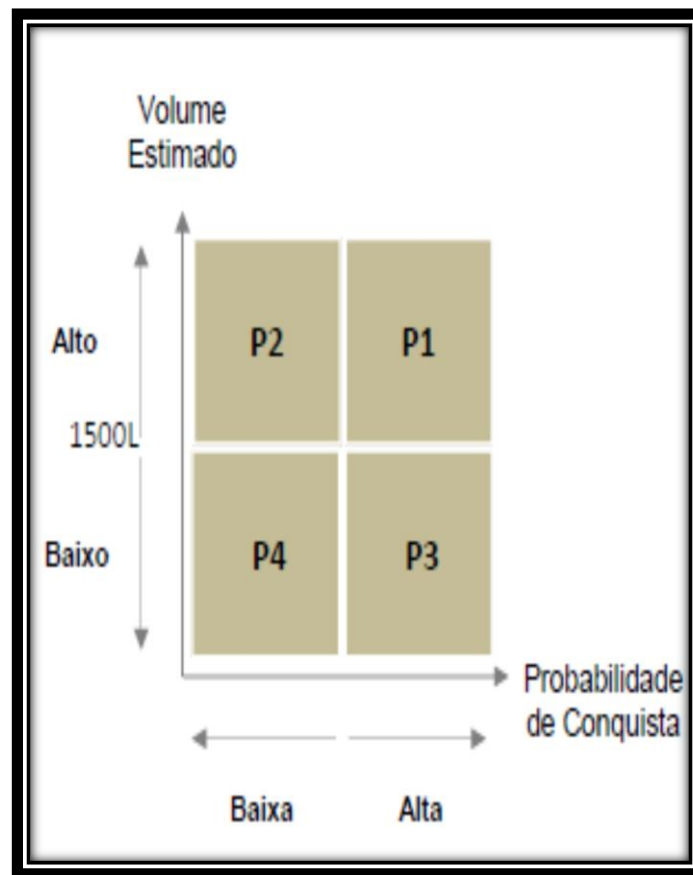 Volume
Estimado
Alto
P2
P1
1500L
Baixo
P4
P3
Probabilidade
de Conquista
Baixa
Alta